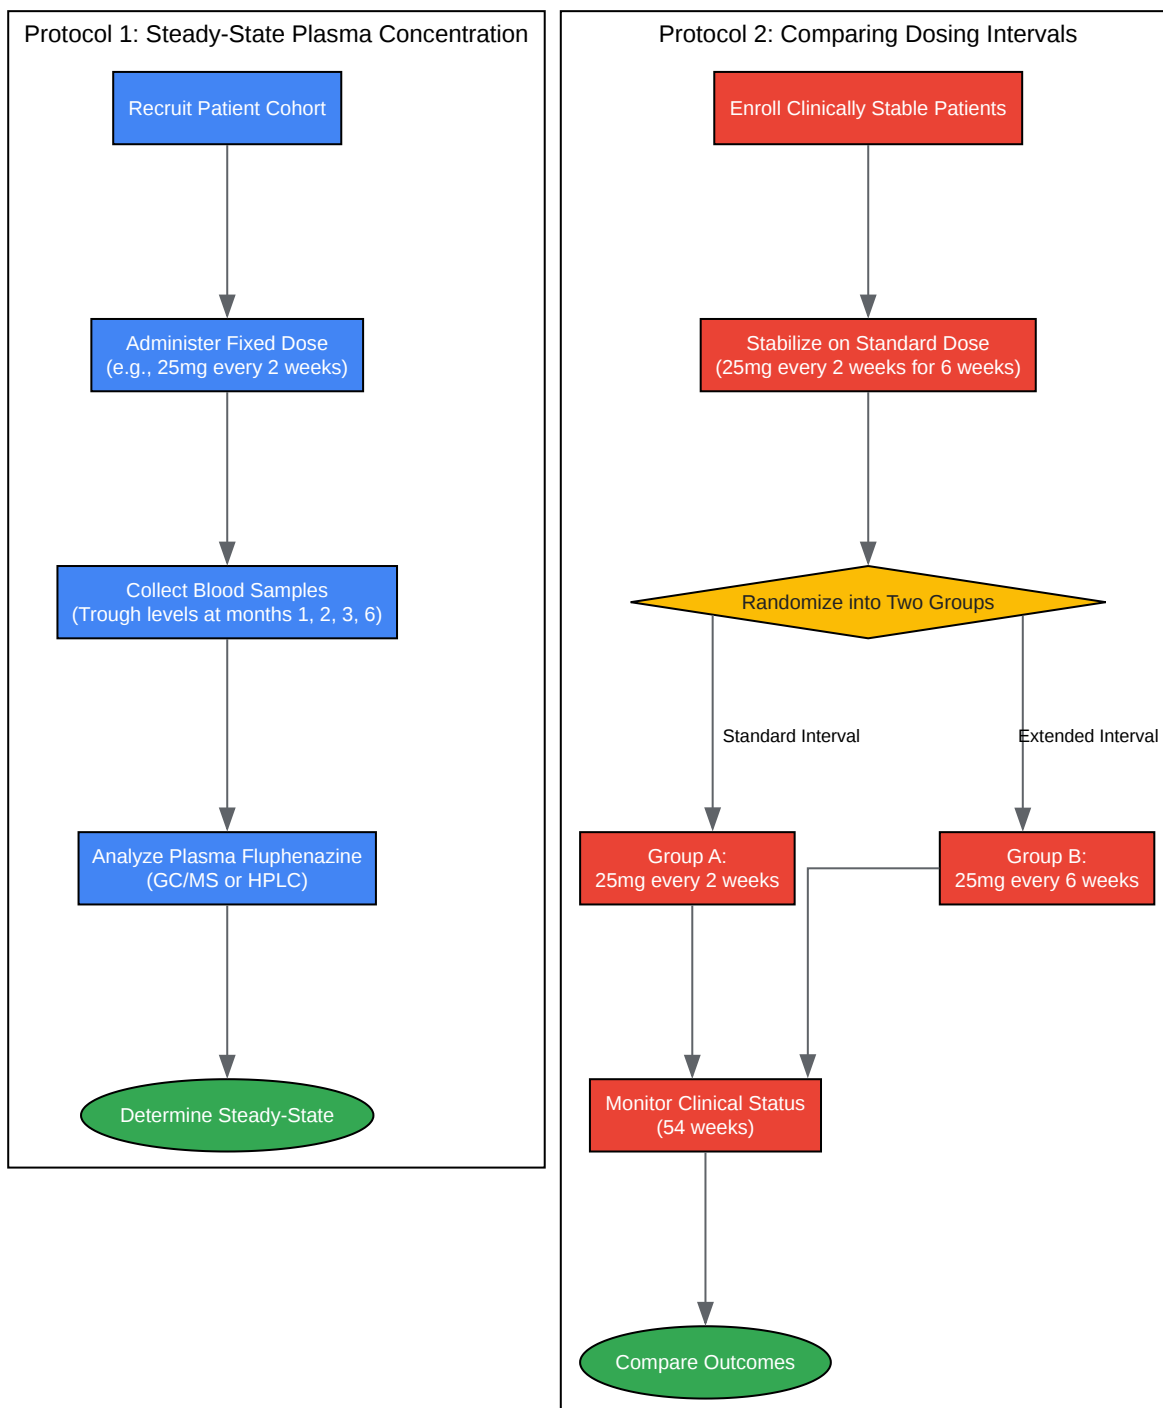 Protocol 1: Steady-State Plasma Concentration
Recruit Patient Cohort
Administer Fixed Dose
(e.g., 25mg every 2 weeks)
Collect Blood Samples
(Trough levels at months 1, 2, 3, 6)
Analyze Plasma Fluphenazine
(GC/MS or HPLC)
Determine Steady-State
Protocol 2: Comparing Dosing Intervals
Enroll Clinically Stable Patients
Stabilize on Standard Dose
(25mg every 2 weeks for 6 weeks)
Randomize into Two Groups
Standard Interval
Extended Interval
Group A:
25mg every 2 weeks
Group B:
25mg every 6 weeks
Monitor Clinical Status
(54 weeks)
Compare Outcomes